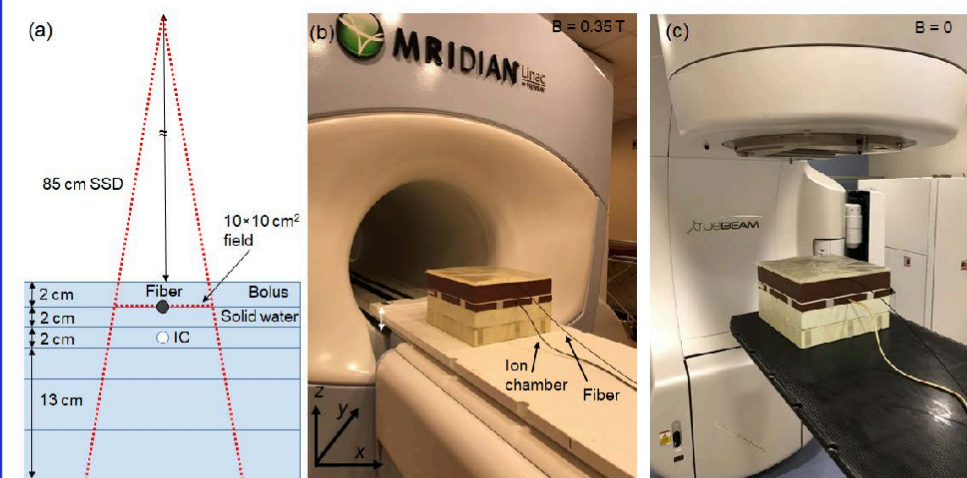 (a)
85 cm SSD
10×10 cm²
field
2 cm
Fiber
Bolus
2 cm
Solid water
2 cm
IC
13 cm
(b)
B = 0.35 T
MRIDIAN
Linac
Ion
chamber
Fiber
z
y
x
(c)
B = 0
TRUEBEAM